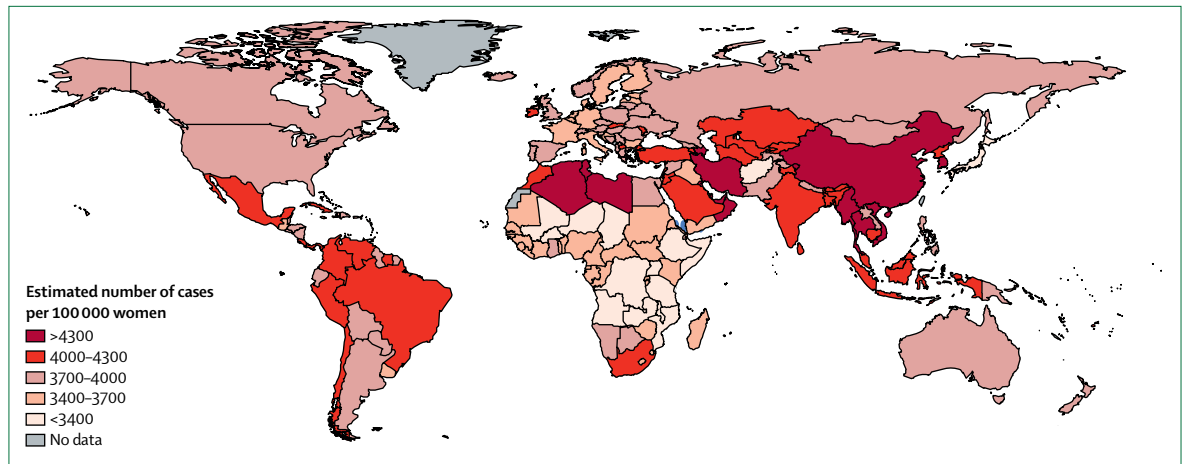 Estimated number of cases
per 100 000 women
>4300
4000–4300
3700–4000
3400–3700
<3400
No data